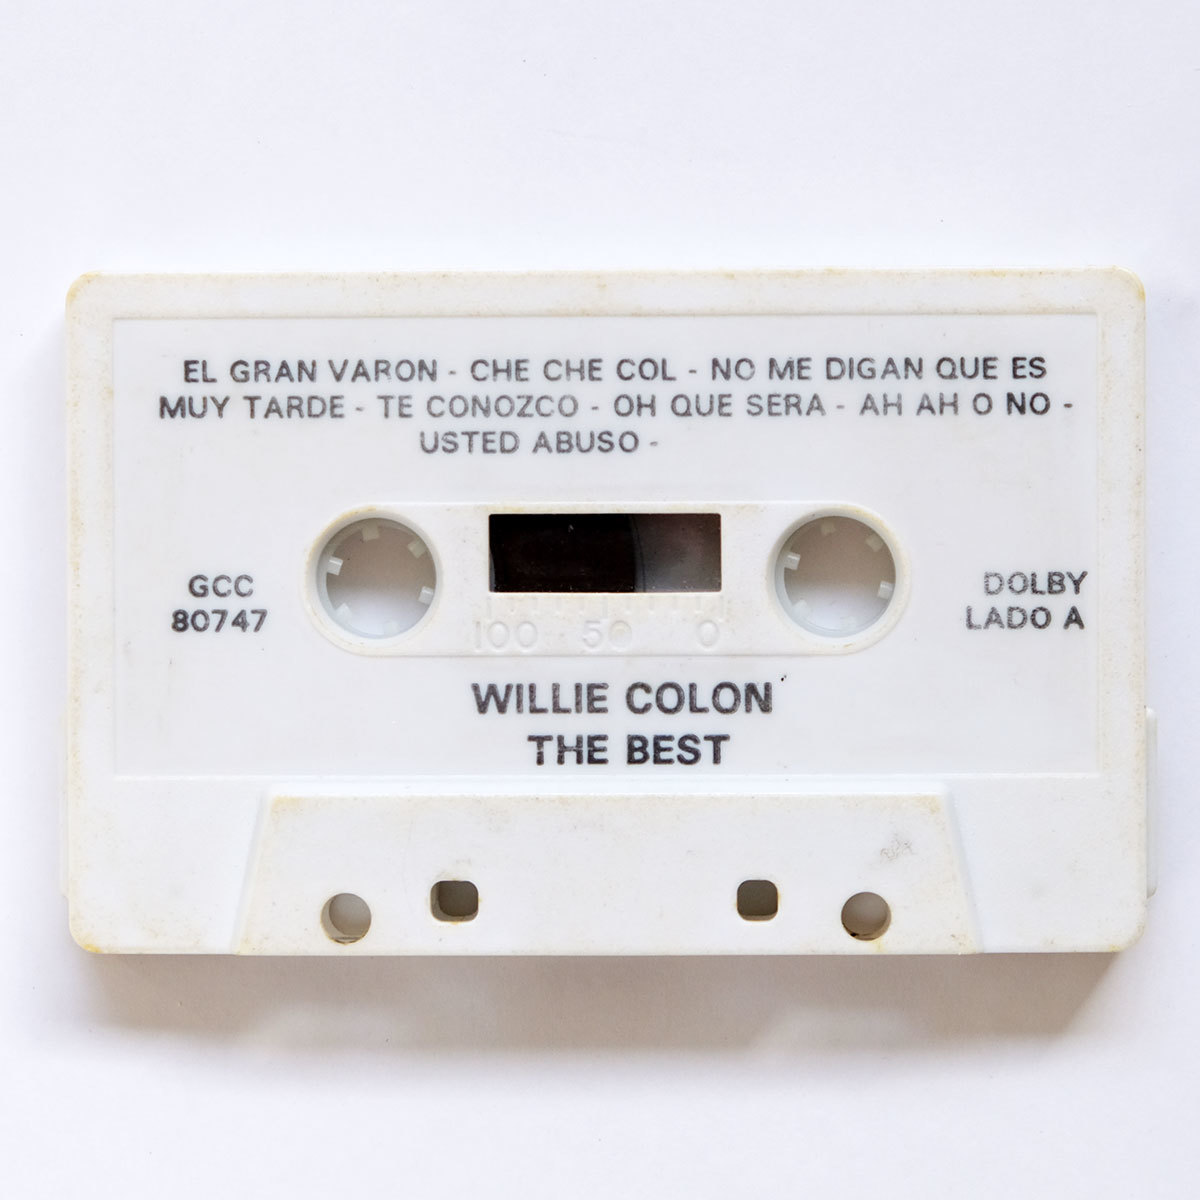 EL GRAN VARON - CHE CHE COL - NO ME DIGAN QUE ES
MUY TARDE - TE CONOZCO - OH QUE SERA - AH AH O NO -
USTED ABUSO -
GCC
80747
DOLBY
LADO A
100 50 0
WILLIE COLON
THE BEST